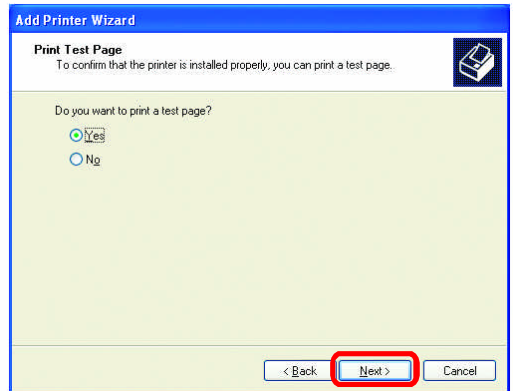 Add Printer Wizard
Print Test Page
To confirm that the printer is installed properly, you can print a test page.
Do you want to print a test page?
Yes
No
< Back
Next >
Cancel